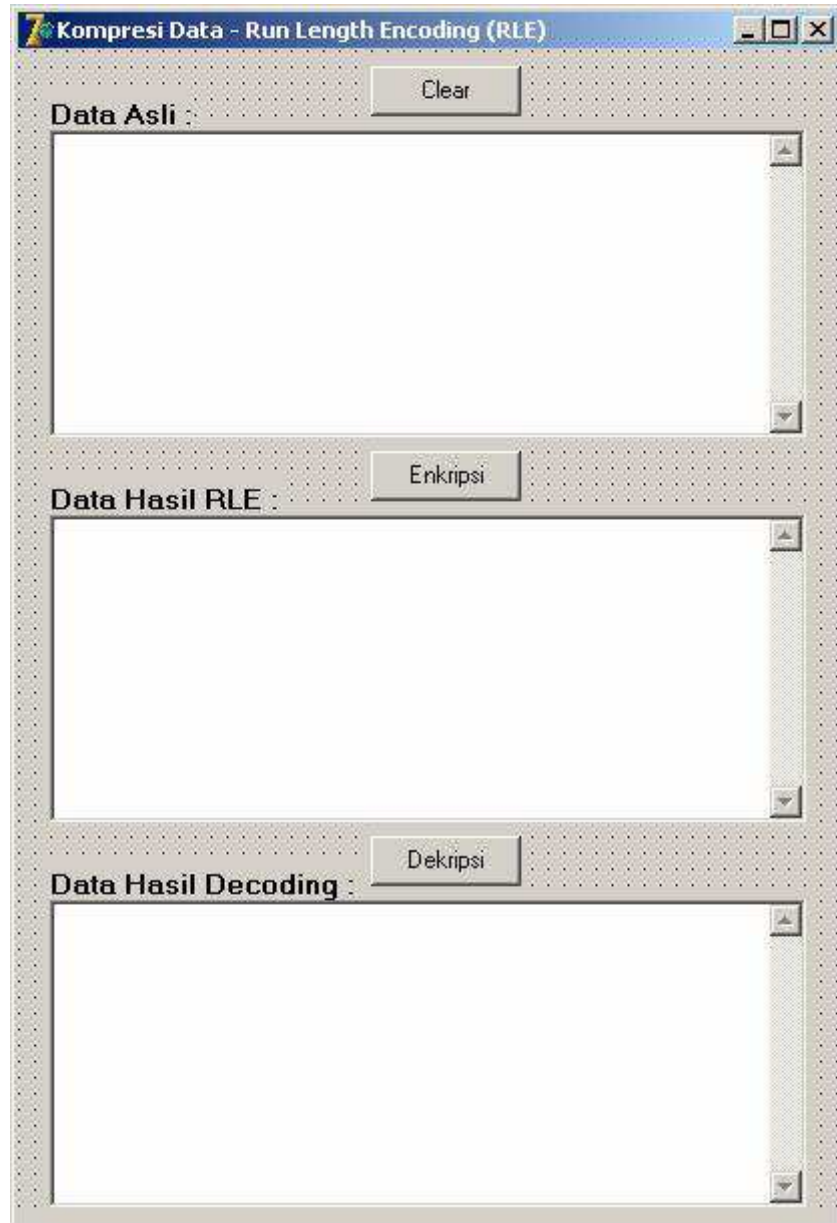 Kompresi Data - Run Length Encoding (RLE)
Clear
Data Asli :
Enkripsi
Data Hasil RLE :
Dekripsi
Data Hasil Decoding :